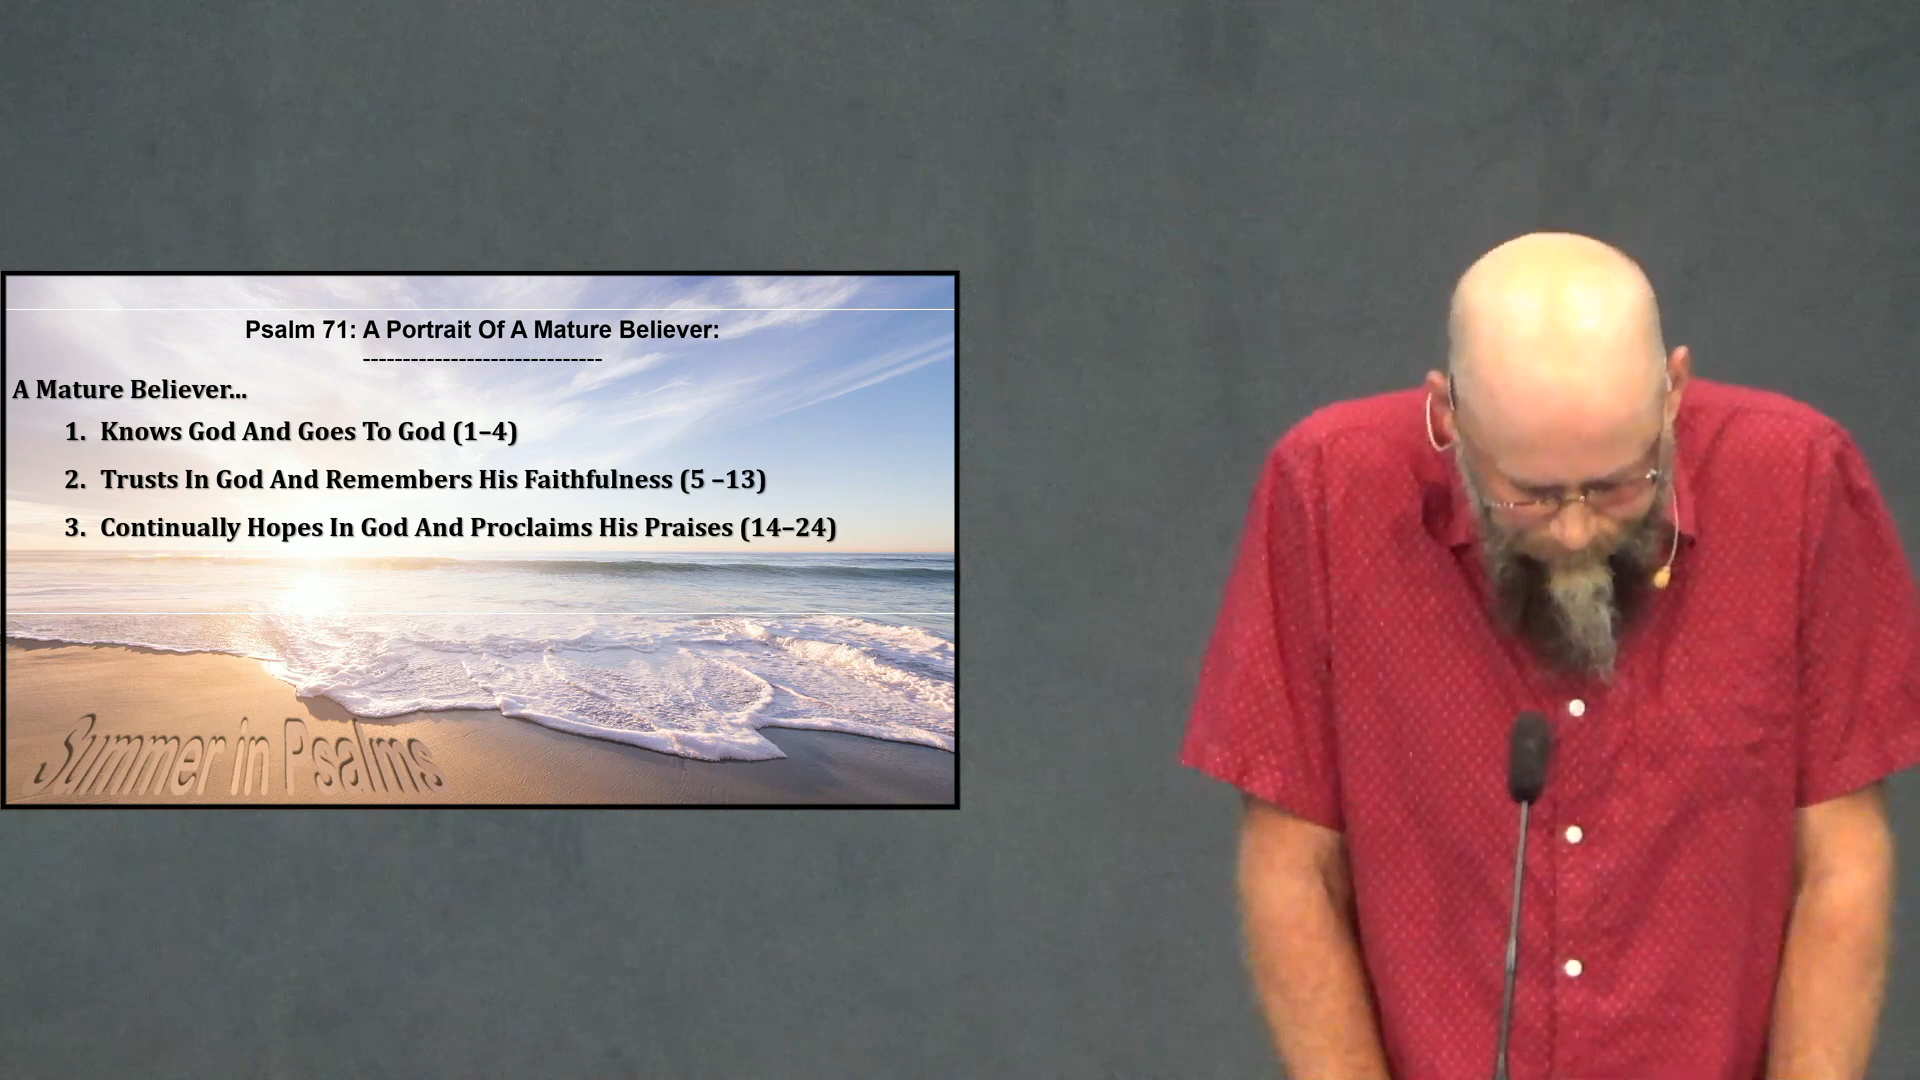 Psalm 71: A Portrait Of A Mature Believer:
------------------------------
A Mature Believer...
1. Knows God And Goes To God (1–4)
2. Trusts In God And Remembers His Faithfulness (5 –13)
3. Continually Hopes In God And Proclaims His Praises (14–24)
Summer in Psalms